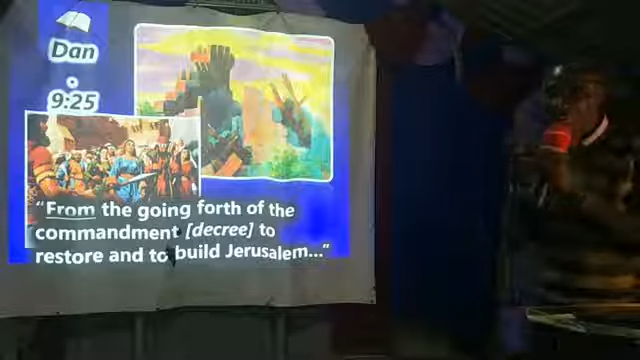 Dan
9:25
"From the going forth of the
commandment [decree] to
restore and to build Jerusalem..."